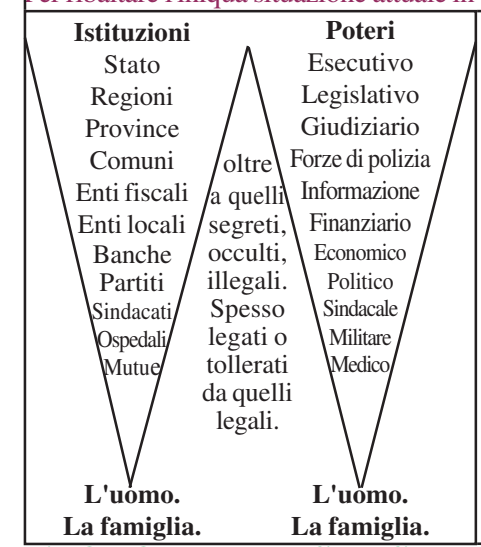 Istituzioni
Stato
Regioni
Province
Comuni
Enti fiscali
Enti locali
Banche
Partiti
Sindacati
Ospedali
Mutue
L'uomo.
La famiglia.
oltre
a quelli
segreti,
occulti,
illegali.
Spesso
legati o
tollerati
da quelli
legali.
Poteri
Esecutivo
Legislativo
Giudiziario
Forze di polizia
Informazione
Finanziario
Economico
Politico
Sindacale
Militare
Medico
L'uomo.
La famiglia.